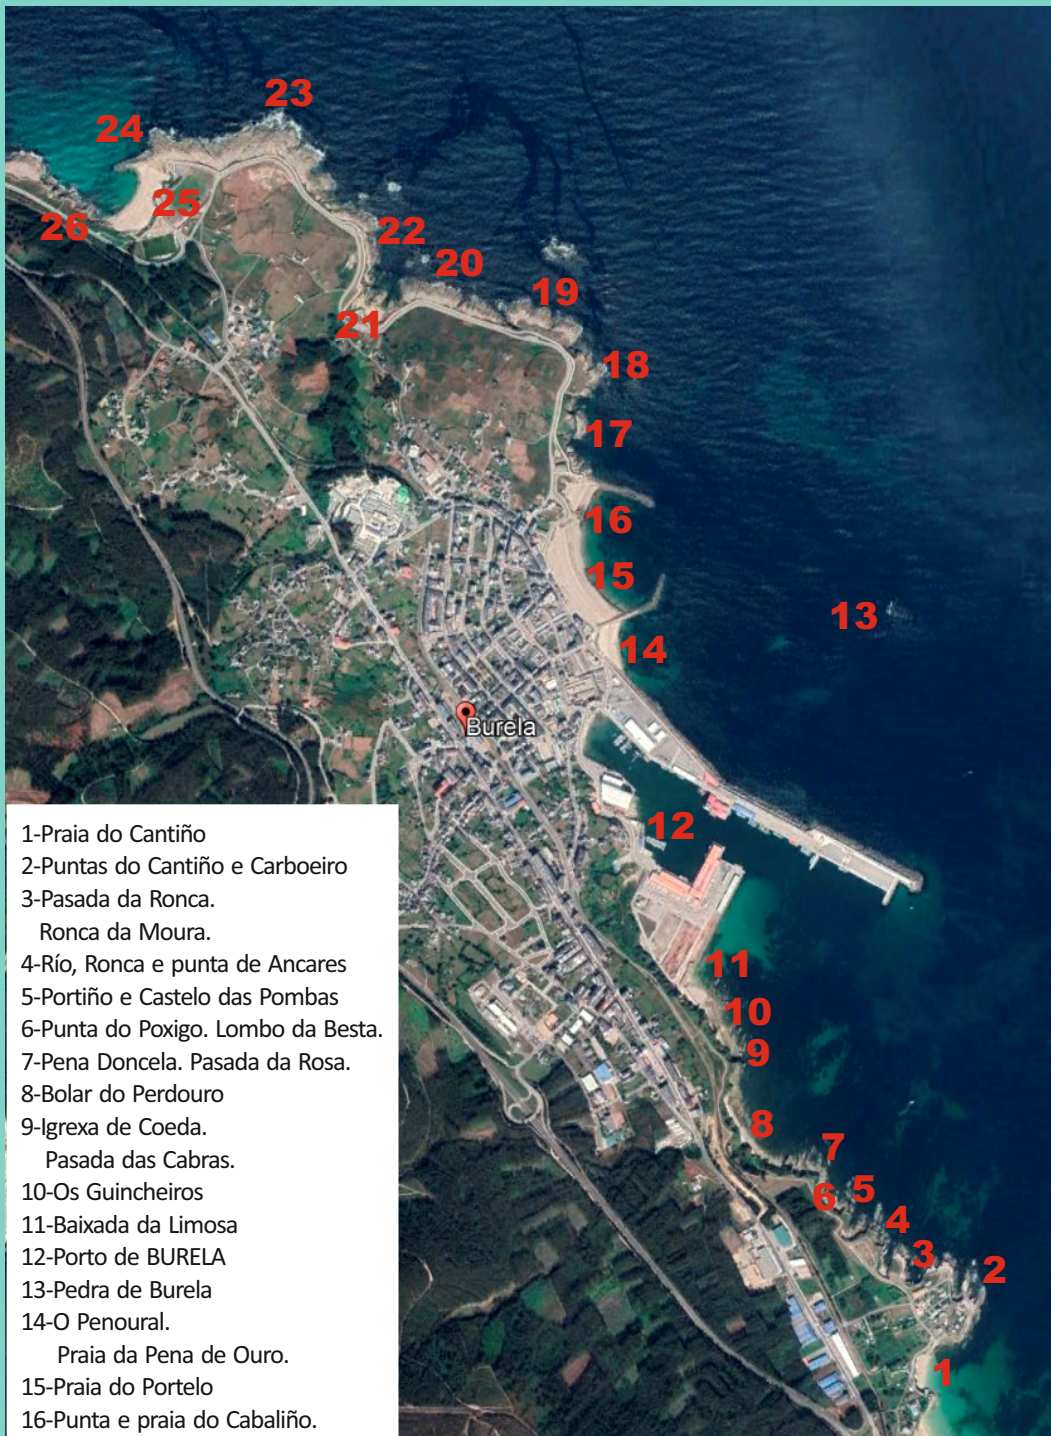 23
24
25
26
22
20
19
21
18
17
16
15
13
14
Burela
12
11
10
9
8
7
6
5
4
3
2
1
1-Praia do Cantiño
2-Puntas do Cantiño e Carboeiro
3-Pasada da Ronca.
Ronca da Moura.
4-Río, Ronca e punta de Ancares
5-Portiño e Castelo das Pombas
6-Punta do Poxigo. Lombo da Besta.
7-Pena Doncela. Pasada da Rosa.
8-Bolar do Perdouro
9-Igrexa de Coeda.
Pasada das Cabras.
10-Os Guincheiros
11-Baixada da Limosa
12-Porto de BURELA
13-Pedra de Burela
14-O Penoural.
Praia da Pena de Ouro.
15-Praia do Portelo
16-Punta e praia do Cabaliño.